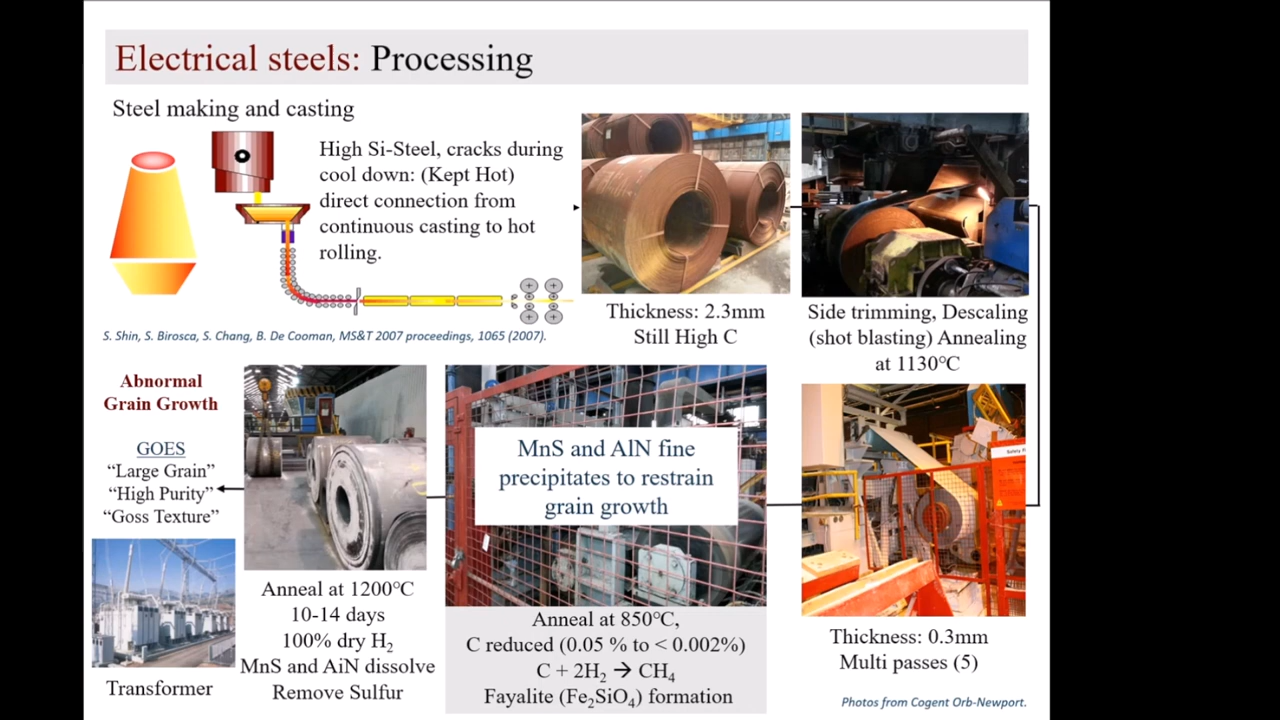 Electrical steels: Processing
Steel making and casting
High Si-Steel, cracks during
cool down: (Kept Hot)
direct connection from
continuous casting to hot
rolling.
S. Shin, S. Birosca, S. Chang, B. De Cooman, MS&T 2007 proceedings, 1065 (2007).
Thickness: 2.3mm
Still High C
Side trimming, Descaling
(shot blasting) Annealing
at 1130℃
Thickness: 0.3mm
Multi passes (5)
MnS and AlN fine
precipitates to restrain
grain growth
Anneal at 850℃,
C reduced (0.05 % to < 0.002%)
C + 2H₂ → CH₄
Fayalite (Fe₂SiO₄) formation
Anneal at 1200℃
10-14 days
100% dry H₂
MnS and AiN dissolve
Remove Sulfur
Abnormal
Grain Growth
GOES
“Large Grain”
“High Purity”
“Goss Texture”
Transformer
Photos from Cogent Orb-Newport.